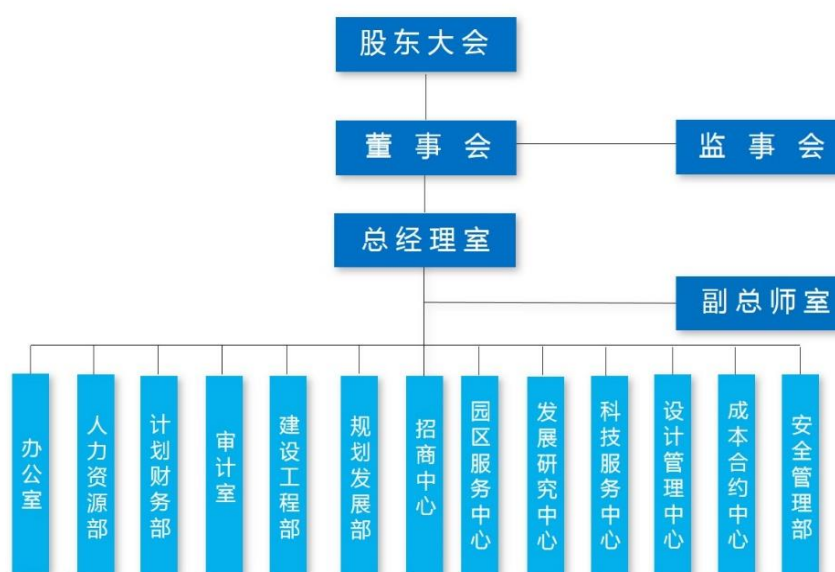 股东大会
董事会
监事会
总经理室
副总师室
办公室
人力资源部
计划财务部
审计室
建设工程部
规划发展部
招商中心
园区服务中心
发展研究中心
科技服务中心
设计管理中心
成本合约中心
安全管理部